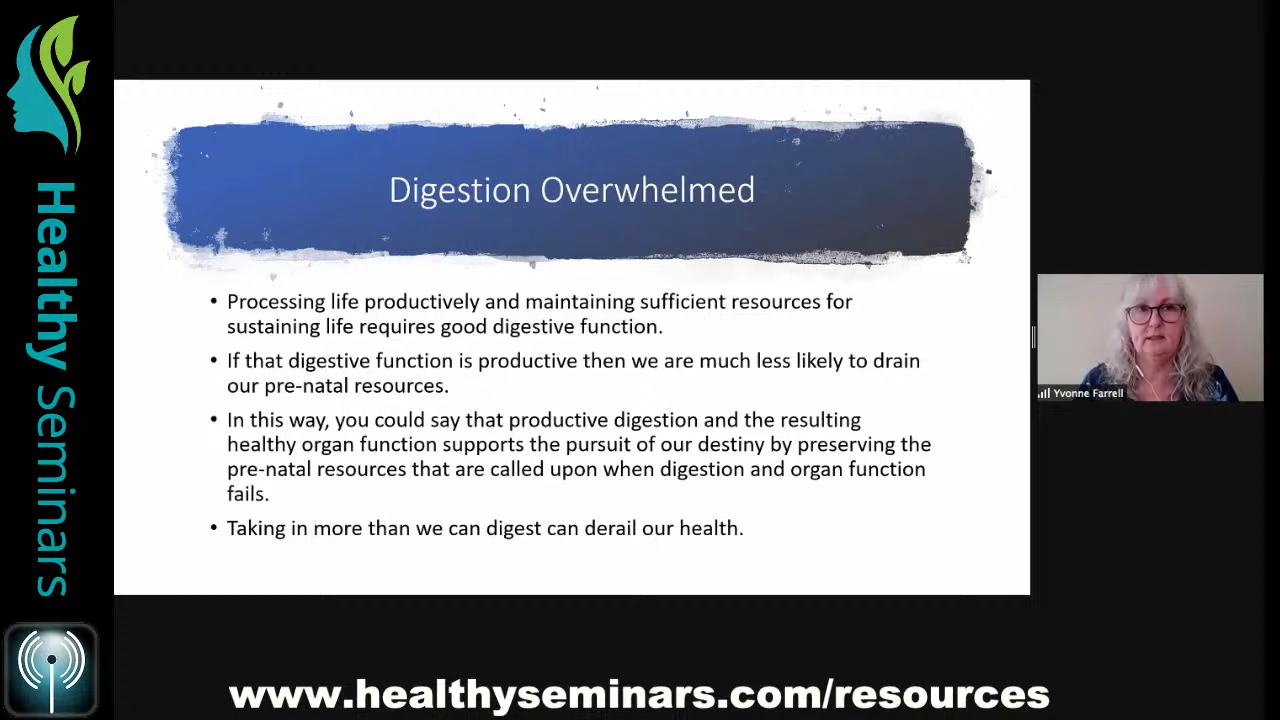 Healthy Seminars
Digestion Overwhelmed
• Processing life productively and maintaining sufficient resources for
sustaining life requires good digestive function.
• If that digestive function is productive then we are much less likely to drain
our pre-natal resources.
• In this way, you could say that productive digestion and the resulting
healthy organ function supports the pursuit of our destiny by preserving the
pre-natal resources that are called upon when digestion and organ function
fails.
• Taking in more than we can digest can derail our health.
Yvonne Farrell
www.healthyseminars.com/resources